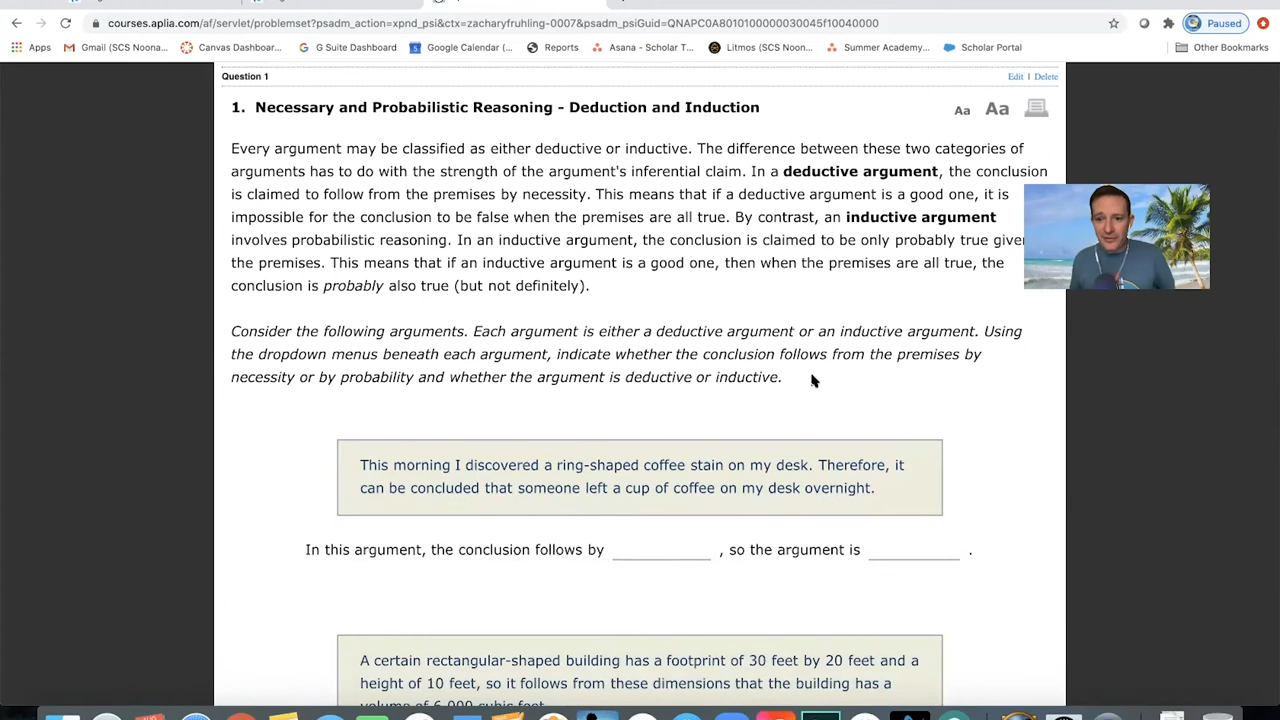 courses.aplia.com/af/servlet/problemset?psadm_action=xpnd_psi&ctx=zacharyfruhling-0007&psadm_psiGuid=QNAPC0A8010100000030045f10040000
Paused
Apps
Gmail (SCS Noona...
Canvas Dashboar...
G Suite Dashboard
Google Calendar (...
Reports
Asana - Scholar T...
Litmos (SCS Noon...
Summer Academy...
Scholar Portal
Other Bookmarks
Question 1
Edit | Delete
1. Necessary and Probabilistic Reasoning - Deduction and Induction
Aa Aa
Every argument may be classified as either deductive or inductive. The difference between these two categories of
arguments has to do with the strength of the argument's inferential claim. In a deductive argument, the conclusion
is claimed to follow from the premises by necessity. This means that if a deductive argument is a good one, it is
impossible for the conclusion to be false when the premises are all true. By contrast, an inductive argument
involves probabilistic reasoning. In an inductive argument, the conclusion is claimed to be only probably true given
the premises. This means that if an inductive argument is a good one, then when the premises are all true, the
conclusion is probably also true (but not definitely).
Consider the following arguments. Each argument is either a deductive argument or an inductive argument. Using
the dropdown menus beneath each argument, indicate whether the conclusion follows from the premises by
necessity or by probability and whether the argument is deductive or inductive.
This morning I discovered a ring-shaped coffee stain on my desk. Therefore, it
can be concluded that someone left a cup of coffee on my desk overnight.
In this argument, the conclusion follows by __________ , so the argument is __________ .
A certain rectangular-shaped building has a footprint of 30 feet by 20 feet and a
height of 10 feet, so it follows from these dimensions that the building has a
volume of 6,000 cubic feet.